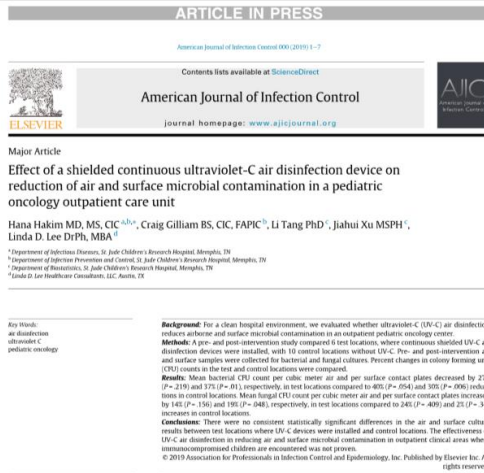 ARTICLE IN PRESS
American Journal of Infection Control 000 (2019) 1–7
Contents lists available at ScienceDirect
American Journal of Infection Control
journal homepage: www.ajicjournal.org
ELSEVIER
AJIC
Major Article
Effect of a shielded continuous ultraviolet-C air disinfection device on
reduction of air and surface microbial contamination in a pediatric
oncology outpatient care unit
Hana Hakim MD, MS, CIC a,b,*, Craig Gilliam BS, CIC, FAPIC b, Li Tang PhD c, Jiahui Xu MSPH c,
Linda D. Lee DrPh, MBA d
a Department of Infectious Diseases, St. Jude Children's Research Hospital, Memphis, TN
b Department of Infection Prevention and Control, St. Jude Children's Research Hospital, Memphis, TN
c Department of Biostatistics, St. Jude Children's Research Hospital, Memphis, TN
d Linda D. Lee Healthcare Consultants, LLC, Austin, TX
Key Words:
air disinfection
ultraviolet C
pediatric oncology
Background: For a clean hospital environment, we evaluated whether ultraviolet-C (UV-C) air disinfectio
reduces airborne and surface microbial contamination in an outpatient pediatric oncology center.
Methods: A pre- and post-intervention study compared 6 test locations, where continuous shielded UV-C a
disinfection devices were installed, with 10 control locations without UV-C. Pre- and post-intervention a
and surface samples were collected for bacterial and fungal cultures. Percent changes in colony forming un
(CFU) counts in the test and control locations were compared.
Results: Mean bacterial CFU count per cubic meter air and per surface contact plates decreased by 2
(P = .219) and 37% (P = .01), respectively, in test locations compared to 40% (P = .054) and 30% (P = .006) redu
tions in control locations. Mean fungal CFU count per cubic meter air and per surface contact plates increase
by 14% (P = .156) and 19% (P = .048), respectively, in test locations compared to 24% (P = .409) and 2% (P = .3
increases in control locations.
Conclusions: There were no consistent statistically significant differences in the air and surface cultu
results between test locations where UV-C devices were installed and control locations. The effectiveness
UV-C air disinfection in reducing air and surface microbial contamination in outpatient clinical areas whe
immunocompromised children are encountered was not proven.
© 2019 Association for Professionals in Infection Control and Epidemiology, Inc. Published by Elsevier Inc. A
rights reserve